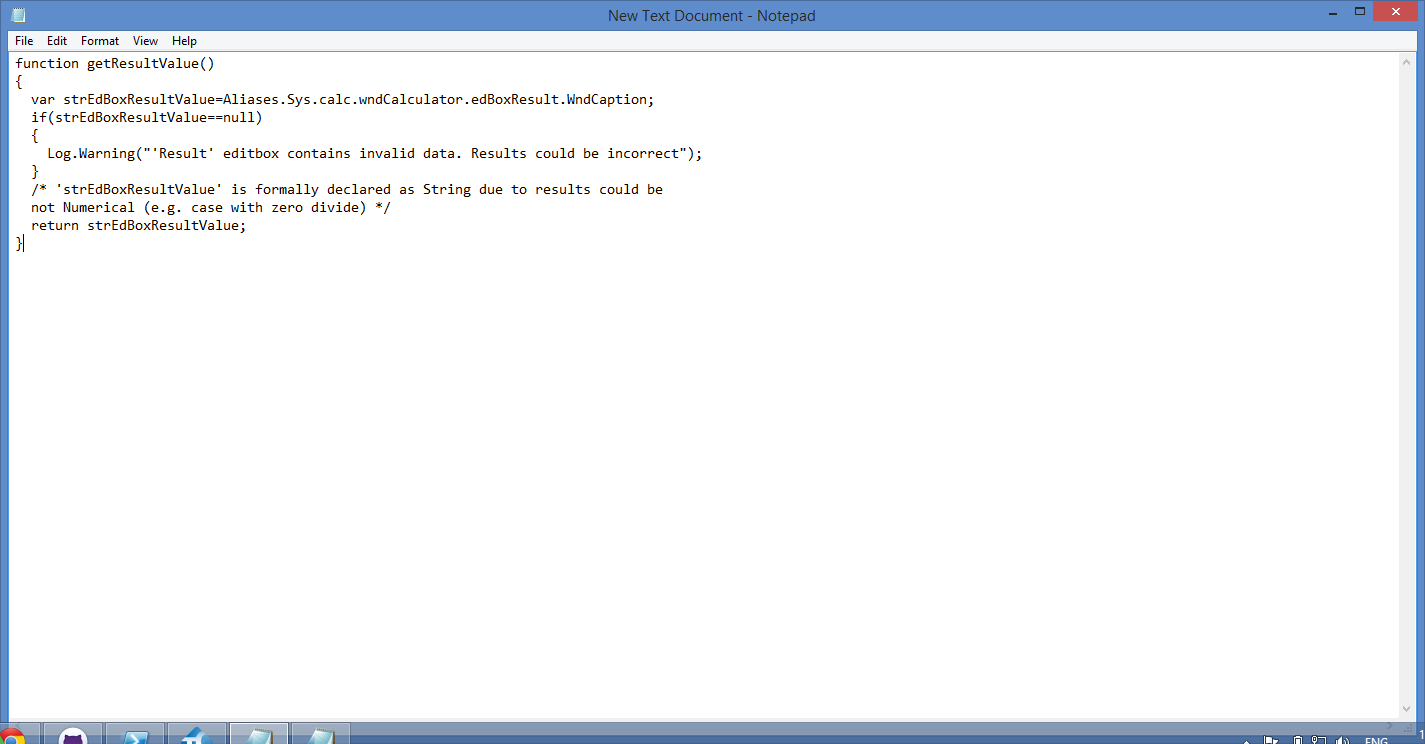 New Text Document - Notepad
File Edit Format View Help
function getResultValue()
{
  var strEdBoxResultValue=Aliases.Sys.calc.wndCalculator.edBoxResult.WndCaption;
  if(strEdBoxResultValue==null)
  {
    Log.Warning("'Result' editbox contains invalid data. Results could be incorrect");
  }
  /* 'strEdBoxResultValue' is formally declared as String due to results could be
  not Numerical (e.g. case with zero divide) */
  return strEdBoxResultValue;
}
ENG